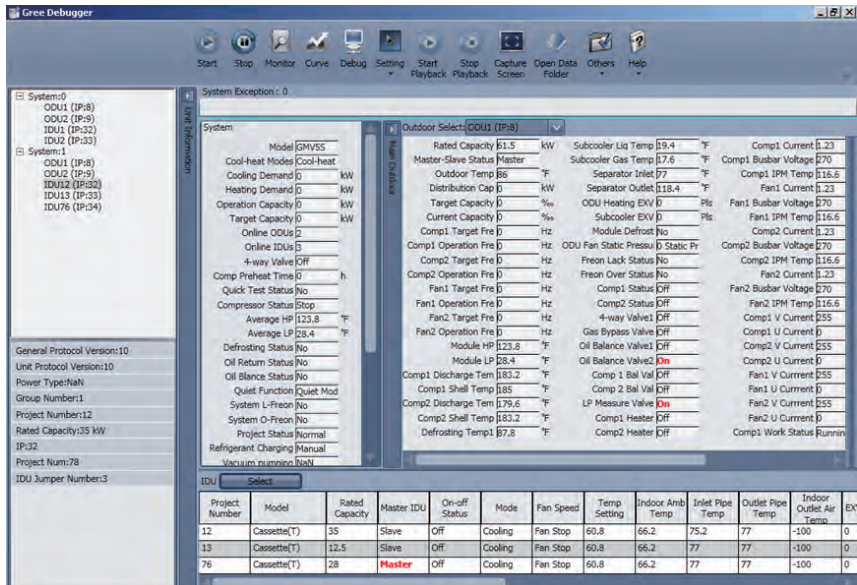 Gree Debugger
Start Stop Monitor Curve Debug Setting Start Playback Stop Playback Capture Screen Open Data Folder Others Help
System:0
ODU1 (IP:8)
ODU2 (IP:9)
IDU1 (IP:32)
IDU2 (IP:33)
System:1
ODU1 (IP:8)
ODU2 (IP:9)
IDU12 (IP:32)
IDU13 (IP:33)
IDU76 (IP:34)
General Protocol Version:10
Unit Protocol Version:10
Power Type:NaN
Group Number:1
Project Number:12
Rated Capacity:35 kW
IP:32
Project Num:78
IDU Jumper Number:3
Unit Information
System Exception : 0
System
Model GMV5S
Cool-heat Modes Cool-heat
Cooling Demand 0 kW
Heating Demand 0 kW
Operation Capacity 0 kW
Target Capacity 0 kW
Online ODUs 2
Online IDUs 3
4-way Valve Off
Comp Preheat Time 0 h
Quick Test Status No
Compressor Status Stop
Average HP 123.8 °F
Average LP 28.4 °F
Defrosting Status No
Oil Return Status No
Oil Blance Status No
Quiet Function Quiet Mod
System L-Freon No
System O-Freon No
Project Status Normal
Refrigerant Charging Manual
Vacuum pumping NaN
Main Outdoor
Outdoor Select: ODU1 (IP:8)
Rated Capacity 61.5 kW
Master-Slave Status Master
Outdoor Temp 86 °F
Distribution Cap 0 kW
Target Capacity 0 ‰
Current Capacity 0 ‰
Comp1 Target Fre 0 Hz
Comp1 Operation Fre 0 Hz
Comp2 Target Fre 0 Hz
Comp2 Operation Fre 0 Hz
Fan1 Target Fre 0 Hz
Fan1 Operation Fre 0 Hz
Fan2 Target Fre 0 Hz
Fan2 Operation Fre 0 Hz
Module HP 123.8 °F
Module LP 28.4 °F
Comp1 Discharge Tem 183.2 °F
Comp1 Shell Temp 185 °F
Comp2 Discharge Tem 179.6 °F
Comp2 Shell Temp 183.2 °F
Defrosting Temp1 87.8 °F
Subcooler Liq Temp 19.4 °F
Subcooler Gas Temp 17.6 °F
Separator Inlet 77 °F
Separator Outlet 118.4 °F
ODU Heating EXV 0 Pls
Subcooler EXV 0 Pls
Module Defrost No
ODU Fan Static Pressu 0 Static Pr
Freon Lack Status No
Freon Over Status No
Comp1 Status Off
Comp2 Status Off
4-way Valve1 Off
Gas Bypass Valve Off
Oil Balance Valve1 Off
Oil Balance Valve2 On
Comp 1 Bal Val Off
Comp 2 Bal Val Off
LP Measure Valve On
Comp1 Heater Off
Comp2 Heater Off
Comp1 Current 1.23
Comp1 Busbar Voltage 270
Comp1 IPM Temp 116.6
Fan1 Current 1.23
Fan1 Busbar Voltage 270
Fan1 IPM Temp 116.6
Comp2 Current 1.23
Comp2 Busbar Voltage 270
Comp2 IPM Temp 116.6
Fan2 Current 1.23
Fan2 Busbar Voltage 270
Fan2 IPM Temp 116.6
Comp1 V Current 255
Comp1 U Current 0
Comp2 V Current 255
Comp2 U Current 0
Fan1 V Currrent 255
Fan1 U Currrent 0
Fan2 V Currrent 255
Fan2 U Currrent 0
Comp1 Work Status Runnin
IDU Select
Project Number Model Rated Capacity Master IDU On-off Status Mode Fan Speed Temp Setting Indoor Amb Temp Inlet Pipe Temp Outlet Pipe Temp Indoor Outlet Air Temp EX
12 Cassette(T) 35 Slave Off Cooling Fan Stop 60.8 66.2 75.2 77 -100 0
13 Cassette(T) 12.5 Slave Off Cooling Fan Stop 60.8 66.2 77 77 -100 0
76 Cassette(T) 28 Master Off Cooling Fan Stop 60.8 66.2 77 77 -100 0